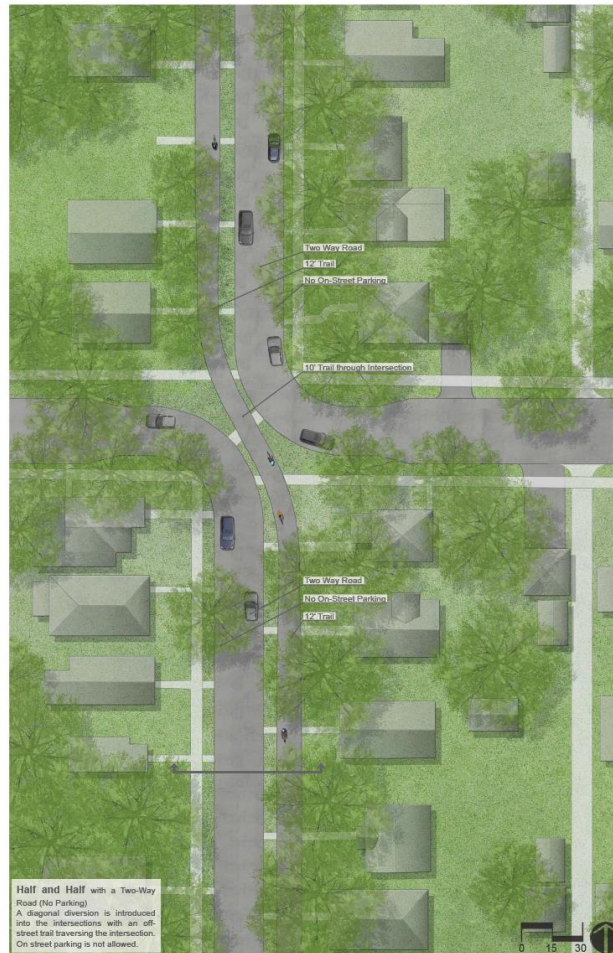 Two Way Road
12' Trail
No On-Street Parking
10' Trail through Intersection
Two Way Road
No On-Street Parking
12' Trail
Half and Half with a Two-Way
Road (No Parking)
A diagonal diversion is introduced
into the intersections with an off-
street trail traversing the intersection.
On street parking is not allowed.
0 15 30